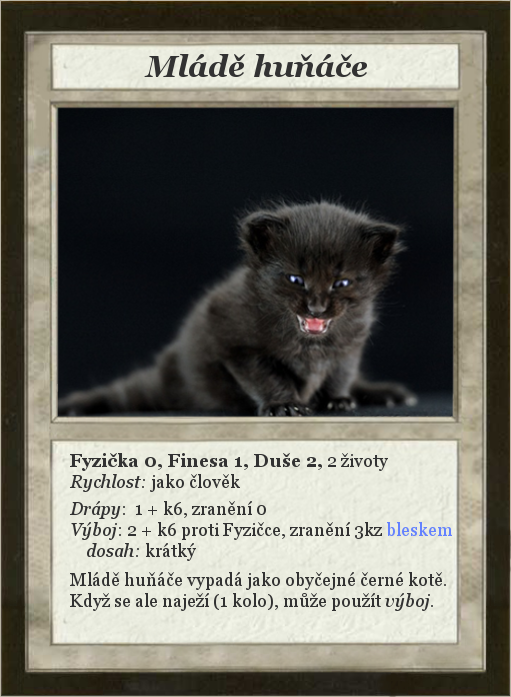 Mládě huňáče
Fyzička 0, Finesa 1, Duše 2, 2 životy
Rychlost: jako člověk
Drápy: 1 + k6, zranění 0
Výboj: 2 + k6 proti Fyzičce, zranění 3kz bleskem
dosah: krátký
Mládě huňáče vypadá jako obyčejné černé kotě.
Když se ale naježí (1 kolo), může použít výboj.